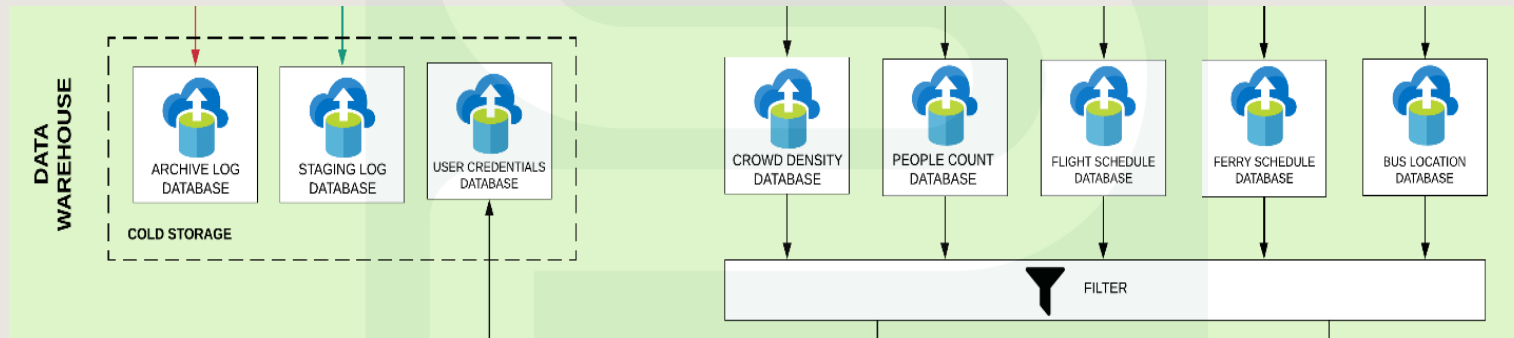 DATA
WAREHOUSE
ARCHIVE LOG
DATABASE
STAGING LOG
DATABASE
USER CREDENTIALS
DATABASE
COLD STORAGE
CROWD DENSITY
DATABASE
PEOPLE COUNT
DATABASE
FLIGHT SCHEDULE
DATABASE
FERRY SCHEDULE
DATABASE
BUS LOCATION
DATABASE
FILTER